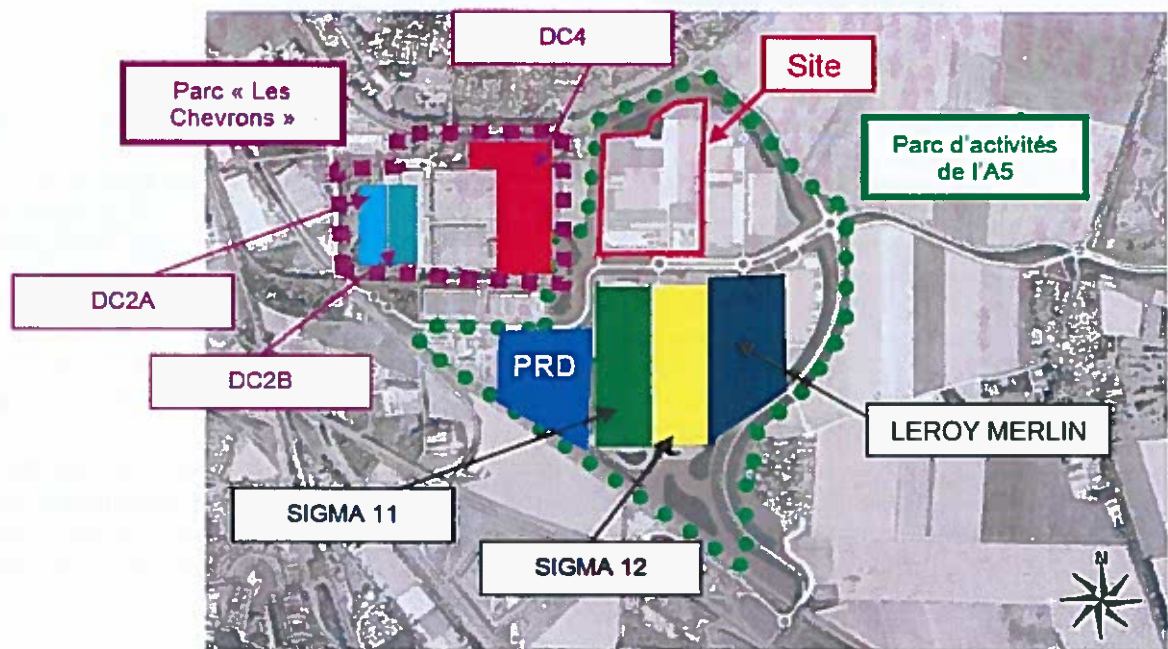 DC4
Site
Parc « Les
Chevrons »
Parc d'activités
de l'A5
DC2A
DC2B
PRD
LEROY MERLIN
SIGMA 11
SIGMA 12
N